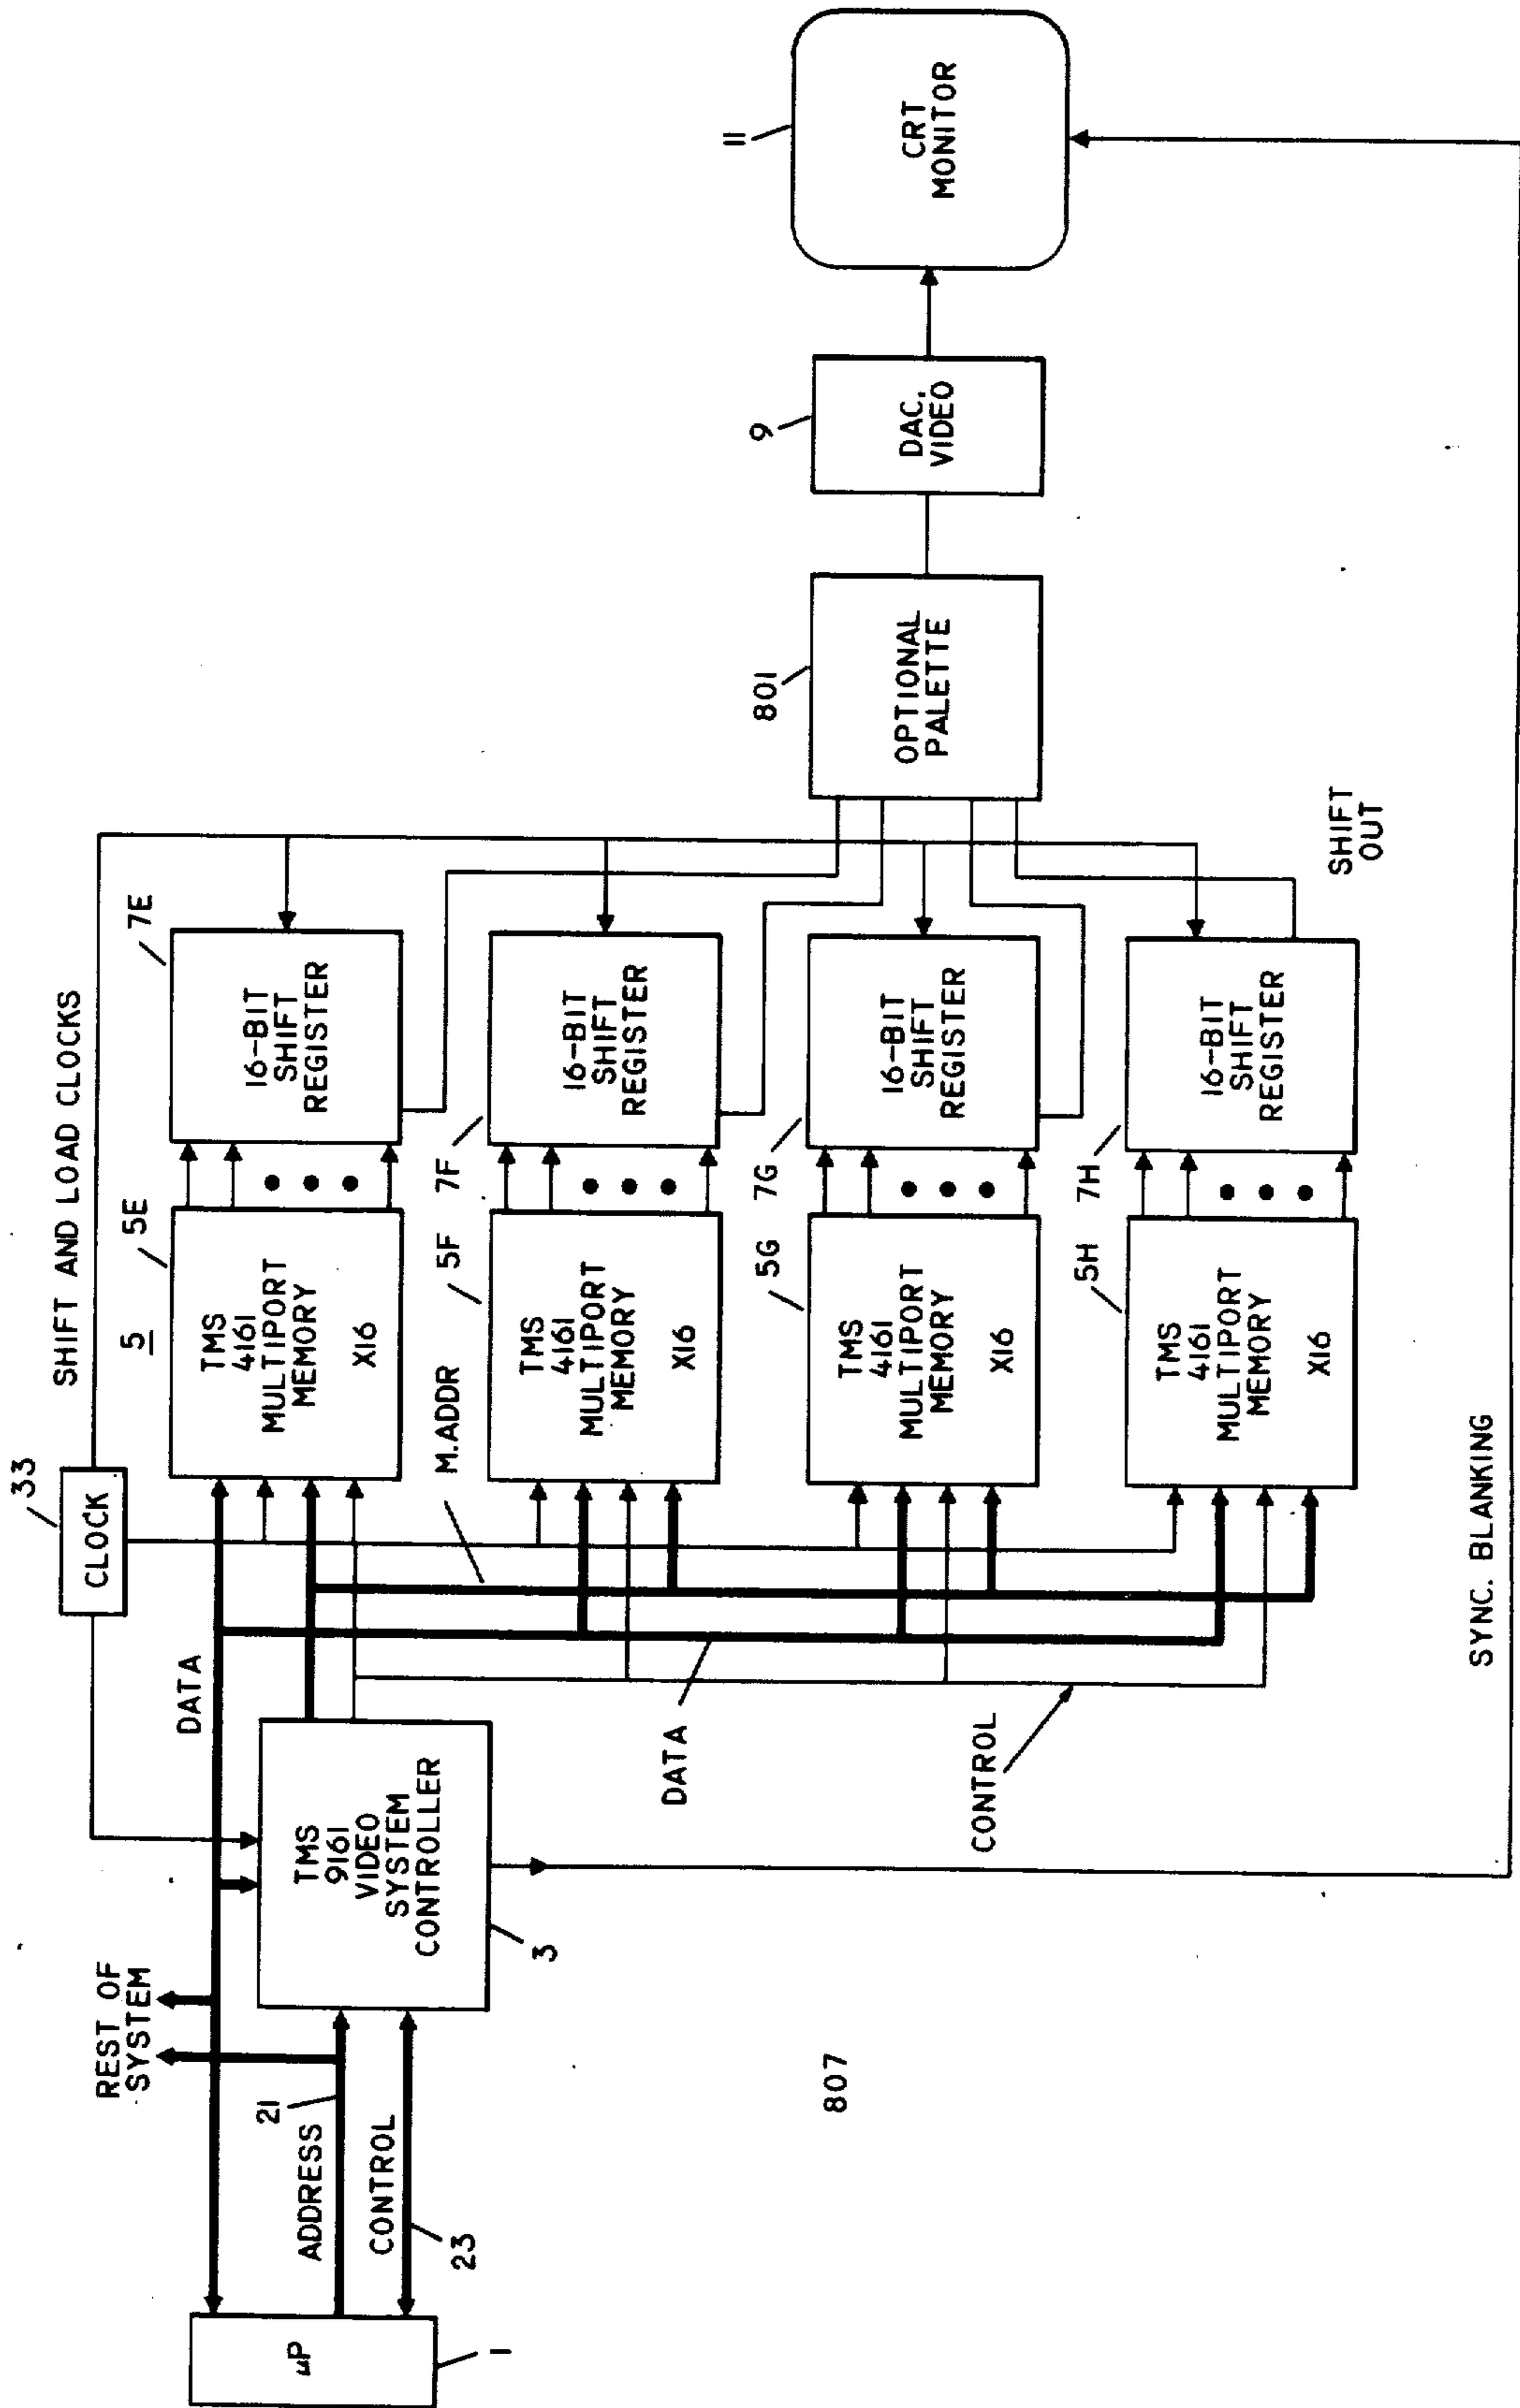 33
CLOCK
SHIFT AND LOAD CLOCKS
REST OF
SYSTEM
DATA
5
5E
7E
TMS
4161
MULTIPORT
MEMORY
X16
16-BIT
SHIFT
REGISTER
μP
1
21
ADDRESS
CONTROL
23
TMS
9161
VIDEO
SYSTEM
CONTROLLER
3
M.ADDR
5F
7F
TMS
4161
MULTIPORT
MEMORY
X16
16-BIT
SHIFT
REGISTER
DATA
CONTROL
5G
7G
TMS
4161
MULTIPORT
MEMORY
X16
16-BIT
SHIFT
REGISTER
801
OPTIONAL
PALETTE
9
DAC,
VIDEO
11
CRT
MONITOR
807
5H
7H
TMS
4161
MULTIPORT
MEMORY
X16
16-BIT
SHIFT
REGISTER
SHIFT
OUT
SYNC. BLANKING